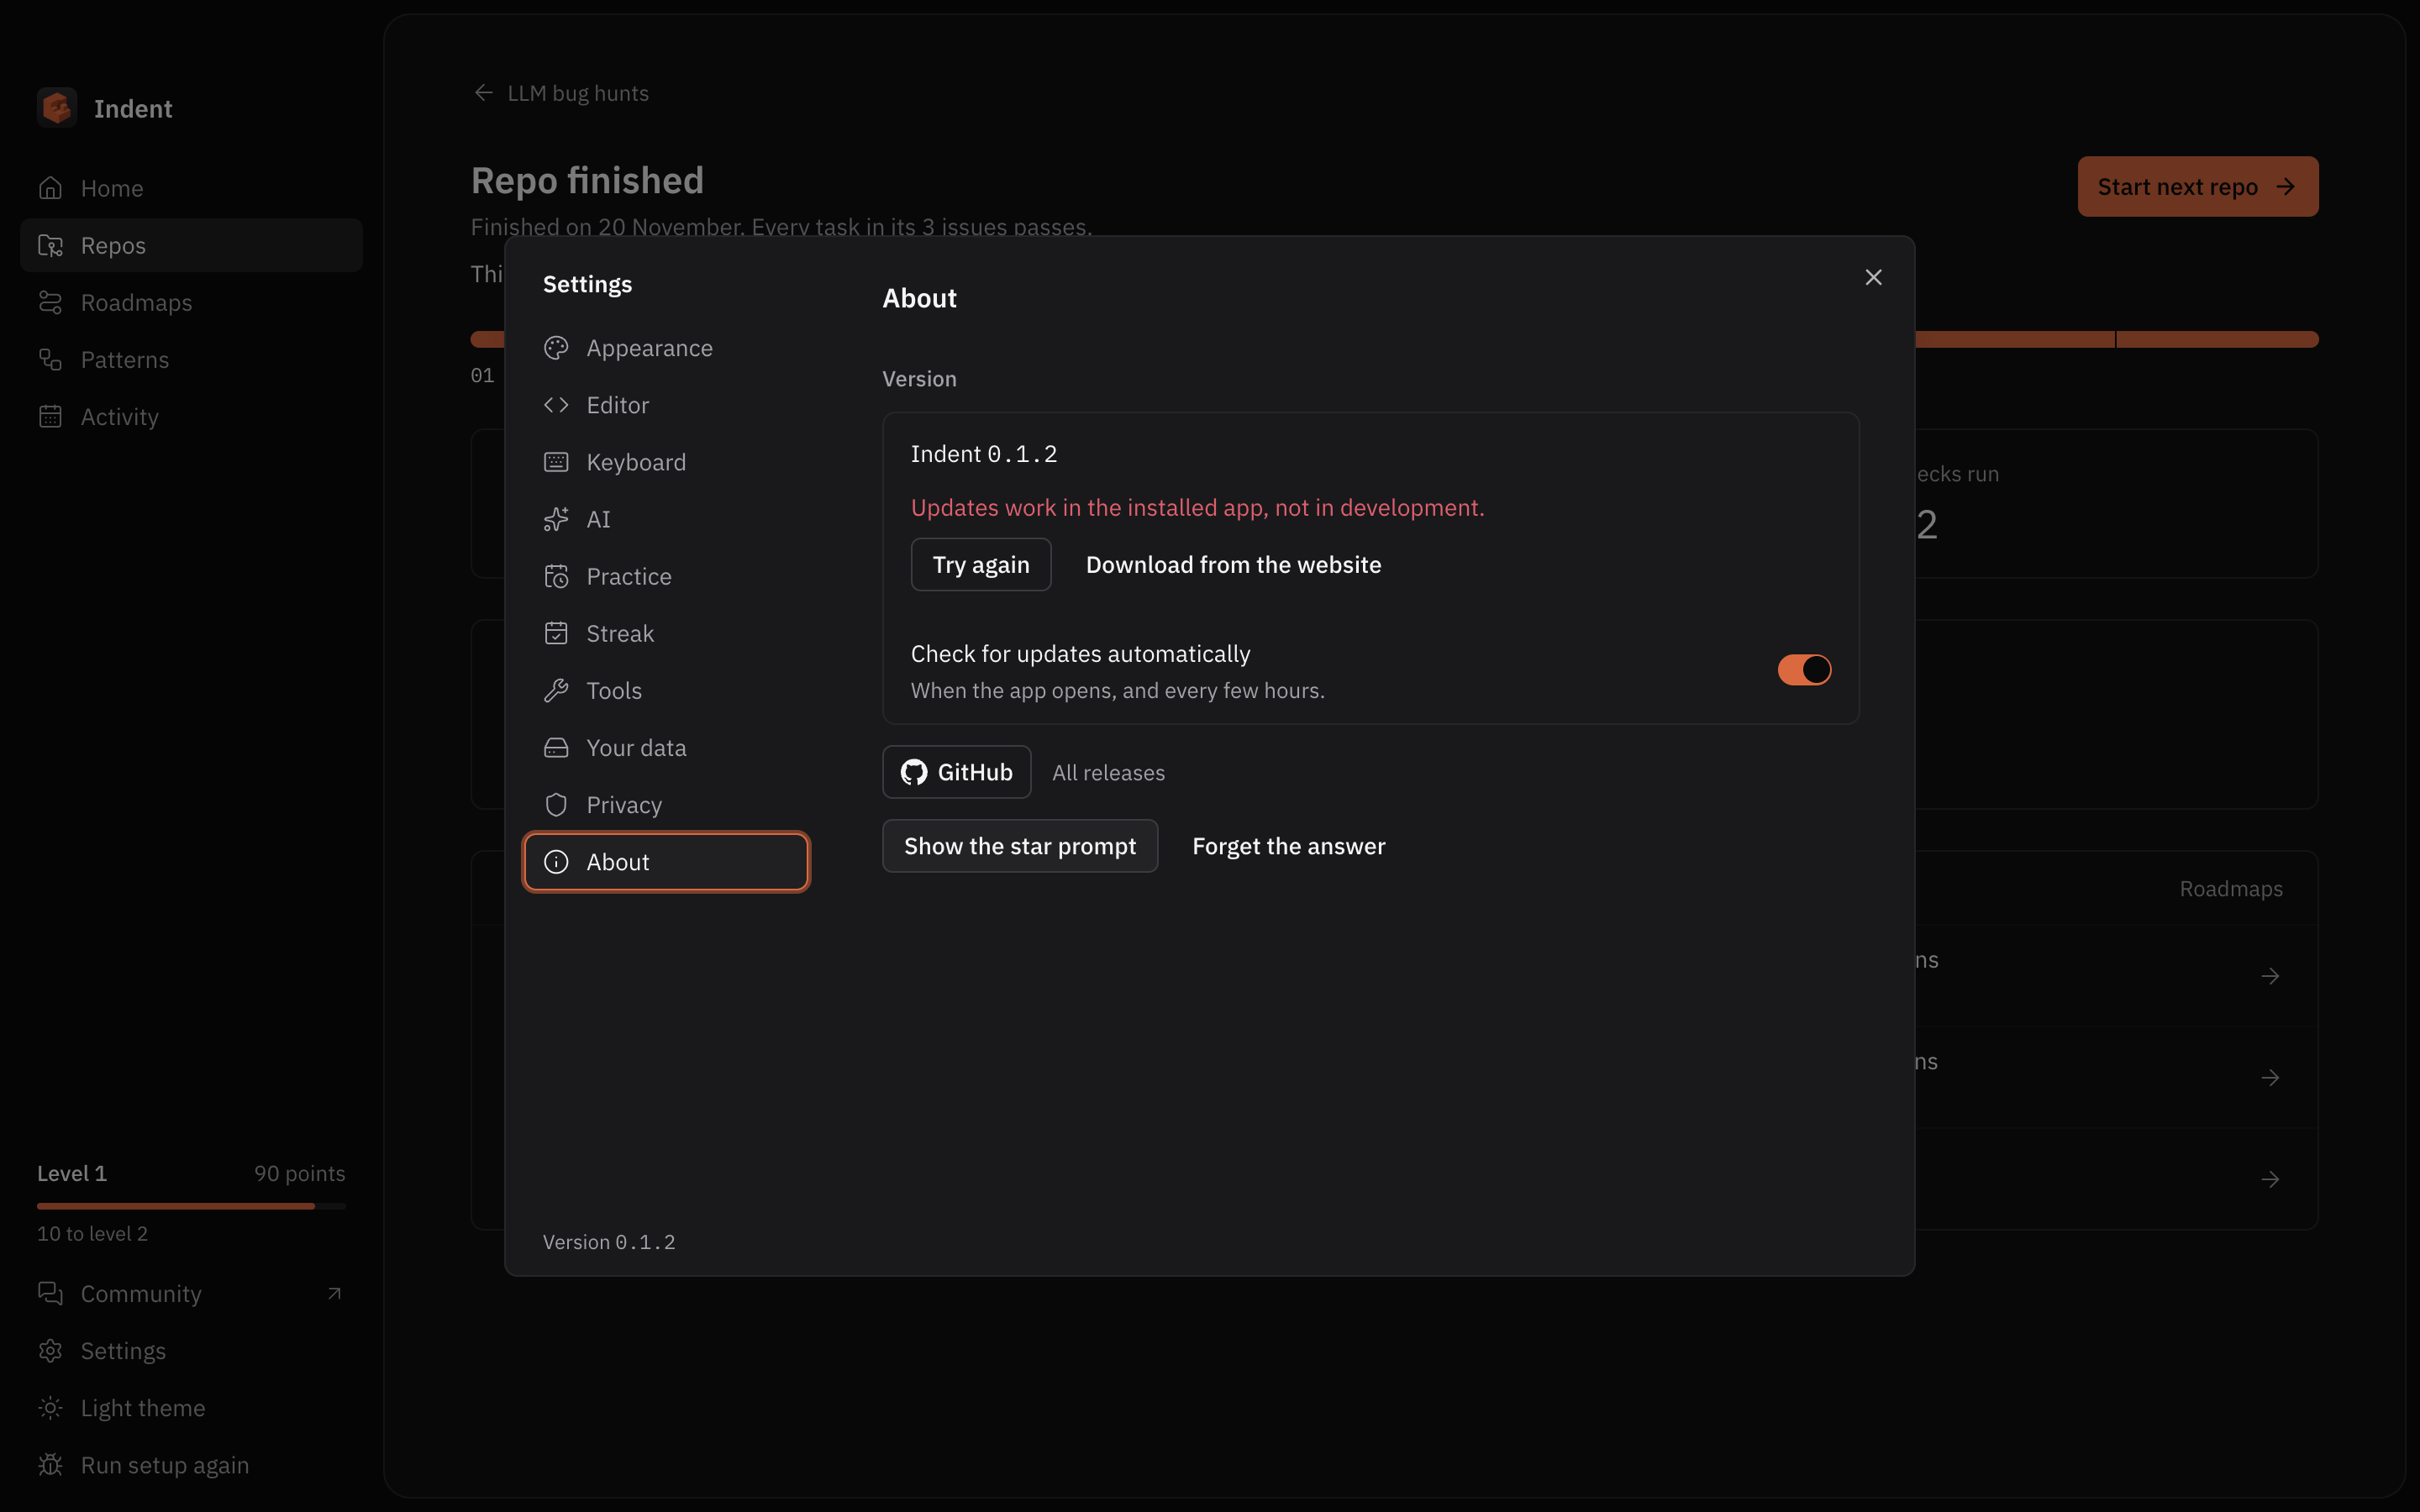 Indent
Home
Repos
Roadmaps
Patterns
Activity
Level 1
90 points
10 to level 2
Community
Settings
Light theme
Run setup again
LLM bug hunts
Repo finished
Start next repo
Finished on 20 November. Every task in its 3 issues passes.
Thi
01
ecks run
2
Roadmaps
ns
ns
Settings
Appearance
Editor
Keyboard
AI
Practice
Streak
Tools
Your data
Privacy
About
Version 0.1.2
About
Version
Indent 0.1.2
Updates work in the installed app, not in development.
Try again
Download from the website
Check for updates automatically
When the app opens, and every few hours.
GitHub
All releases
Show the star prompt
Forget the answer